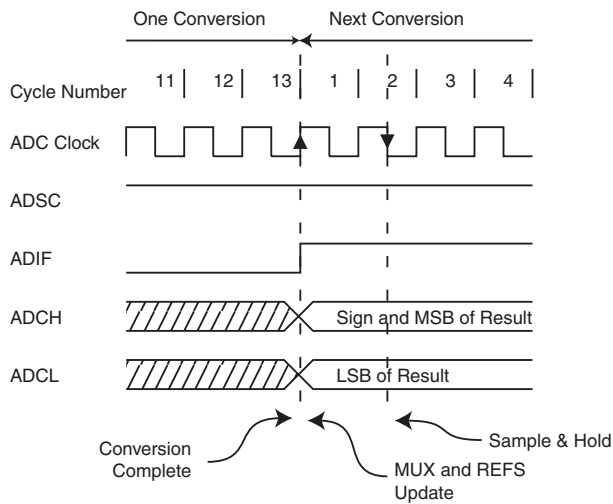 One Conversion Next Conversion
Cycle Number 11 12 13 1 2 3 4
ADC Clock
ADSC
ADIF
ADCH Sign and MSB of Result
ADCL LSB of Result
Conversion
Complete
MUX and REFS
Update
Sample & Hold